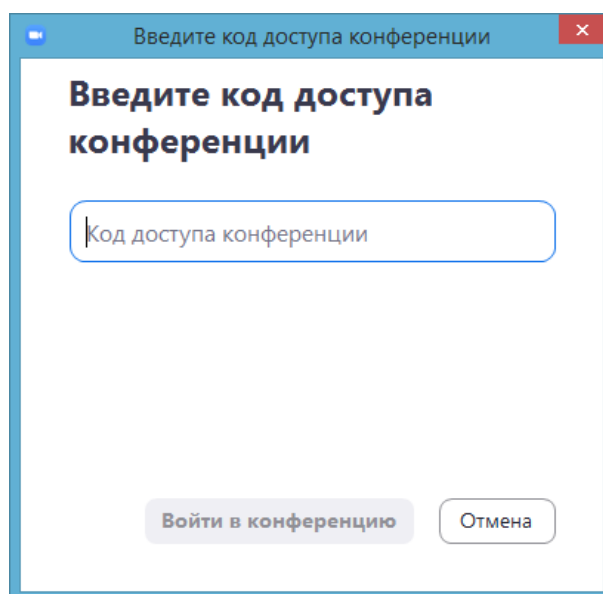 Введите код доступа конференции
Введите код доступа
конференции
Код доступа конференции
Войти в конференцию
Отмена